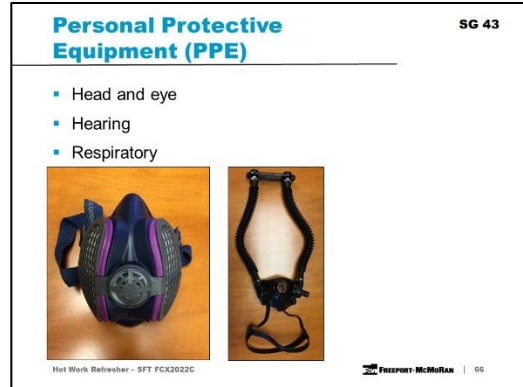 Personal Protective
Equipment (PPE)
SG 43
▪ Head and eye
▪ Hearing
▪ Respiratory
Hot Work Refresher – SFT FCX2022C
FCX FREEPORT-McMoRAN | 66